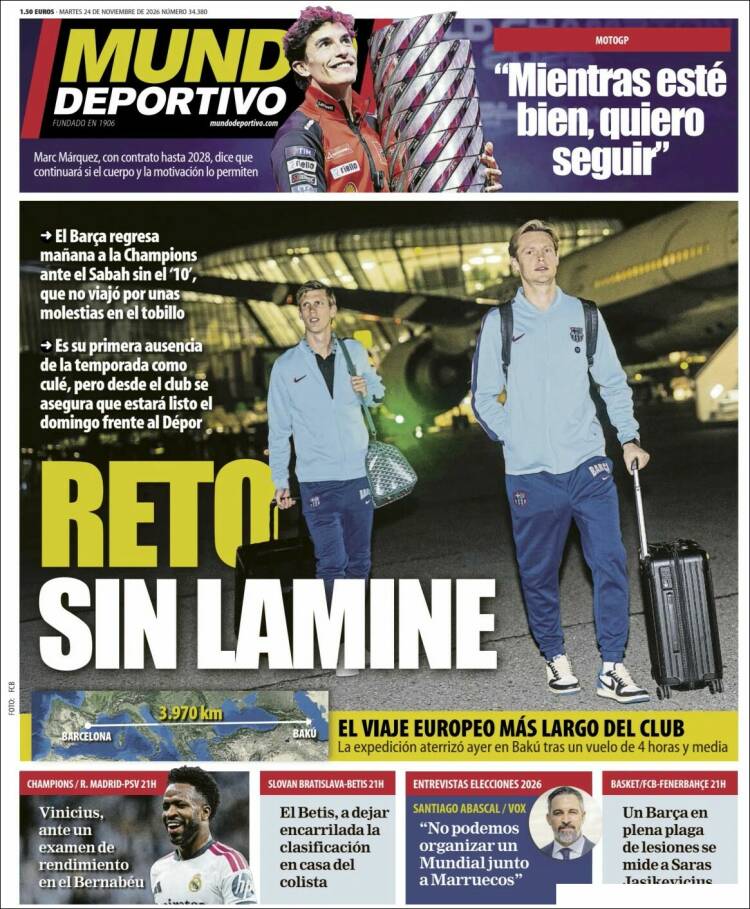 1.50 EUROS · MARTES 24 DE NOVIEMBRE DE 2026 NÚMERO 34.380
MUND
DEPORTIVO
FUNDADO EN 1906
mundodeportivo.com
Marc Márquez, con contrato hasta 2028, dice que
continuará si el cuerpo y la motivación lo permiten
TIM
riello
riello
MOTOGP
“Mientras esté
bien, quiero
seguir”
➜ El Barça regresa
mañana a la Champions
ante el Sabah sin el ‘10’,
que no viajó por unas
molestias en el tobillo
➜ Es su primera ausencia
de la temporada como
culé, pero desde el club se
asegura que estará listo el
domingo frente al Dépor
RETO
SIN LAMINE
BARÇA
FOTO: FCB
3.970 km
BARCELONA
BAKÚ
EL VIAJE EUROPEO MÁS LARGO DEL CLUB
La expedición aterrizó ayer en Bakú tras un vuelo de 4 horas y media
CHAMPIONS / R. MADRID-PSV 21H
Vinicius,
ante un
examen de
rendimiento
en el Bernabéu
hp
SLOVAN BRATISLAVA-BETIS 21H
El Betis, a dejar
encarrilada la
clasificación
en casa del
colista
ENTREVISTAS ELECCIONES 2026
SANTIAGO ABASCAL / VOX
“No podemos
organizar un
Mundial junto
a Marruecos”
BASKET/FCB-FENERBAHÇE 21H
Un Barça en
plena plaga
de lesiones se
mide a Saras
Jasikevicius